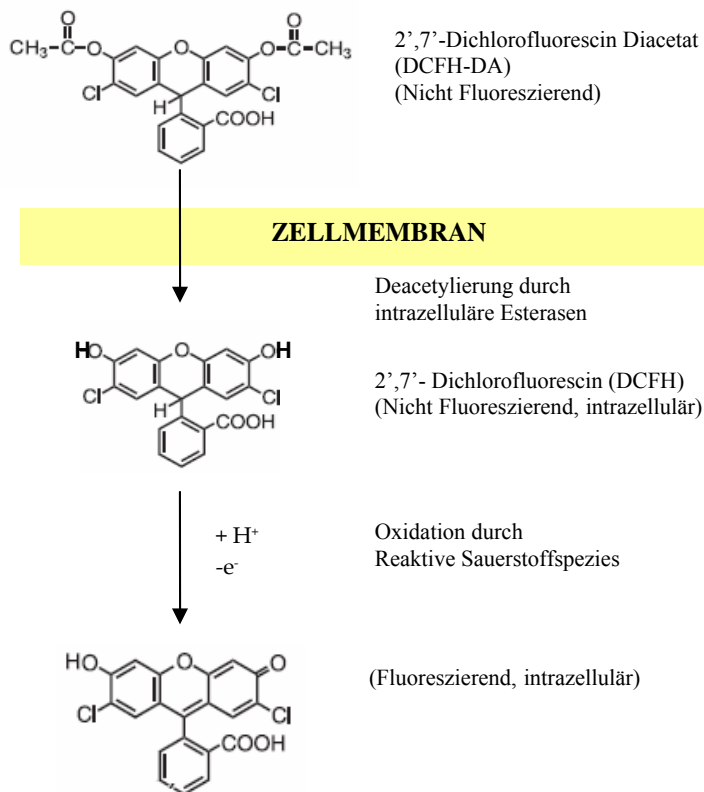 O
CH3—C—O
O
O
O—C—CH3
Cl
Cl
H
COOH
2’,7’-Dichlorofluorescin Diacetat
(DCFH-DA)
(Nicht Fluoreszierend)
ZELLMEMBRAN
Deacetylierung durch
intrazelluläre Esterasen
HO
O
OH
Cl
Cl
H
COOH
2’,7’- Dichlorofluorescin (DCFH)
(Nicht Fluoreszierend, intrazellulär)
+ H+
-e-
Oxidation durch
Reaktive Sauerstoffspezies
HO
O
O
Cl
Cl
COOH
(Fluoreszierend, intrazellulär)